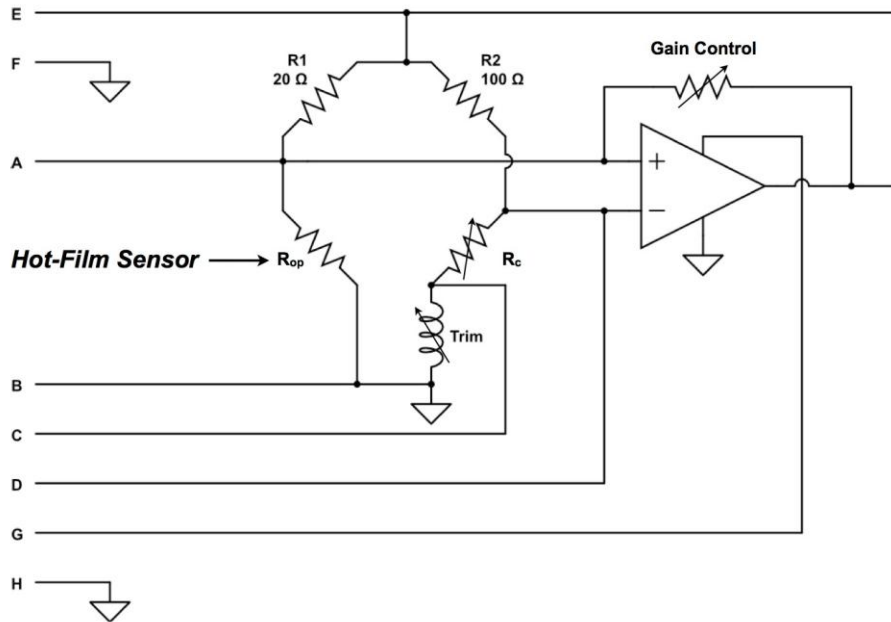 E
R1
20 Ω
R2
100 Ω
Gain Control
F
A
+
−
Hot-Film Sensor
Rop
Rc
Trim
B
C
D
G
H